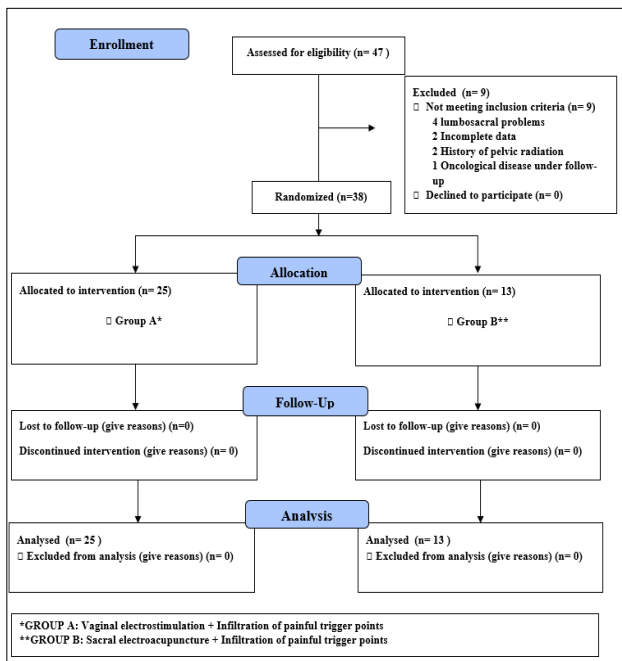 Enrollment
Assessed for eligibility (n= 47 )
Excluded (n= 9)
▯ Not meeting inclusion criteria (n= 9)
4 lumbosacral problems
2 Incomplete data
2 History of pelvic radiation
1 Oncological disease under follow-
up
▯ Declined to participate (n= 0)
Randomized (n=38)
Allocation
Allocated to intervention (n= 25)
▯ Group A*
Allocated to intervention (n= 13)
▯ Group B**
Follow-Up
Lost to follow-up (give reasons) (n=0)
Discontinued intervention (give reasons) (n= 0)
Lost to follow-up (give reasons) (n= 0)
Discontinued intervention (give reasons) (n= 0)
Analysis
Analysed (n= 25 )
▯ Excluded from analysis (give reasons) (n= 0)
Analysed (n= 13 )
▯ Excluded from analysis (give reasons) (n= 0)
*GROUP A: Vaginal electrostimulation + Infiltration of painful trigger points
**GROUP B: Sacral electroacupuncture + Infiltration of painful trigger points